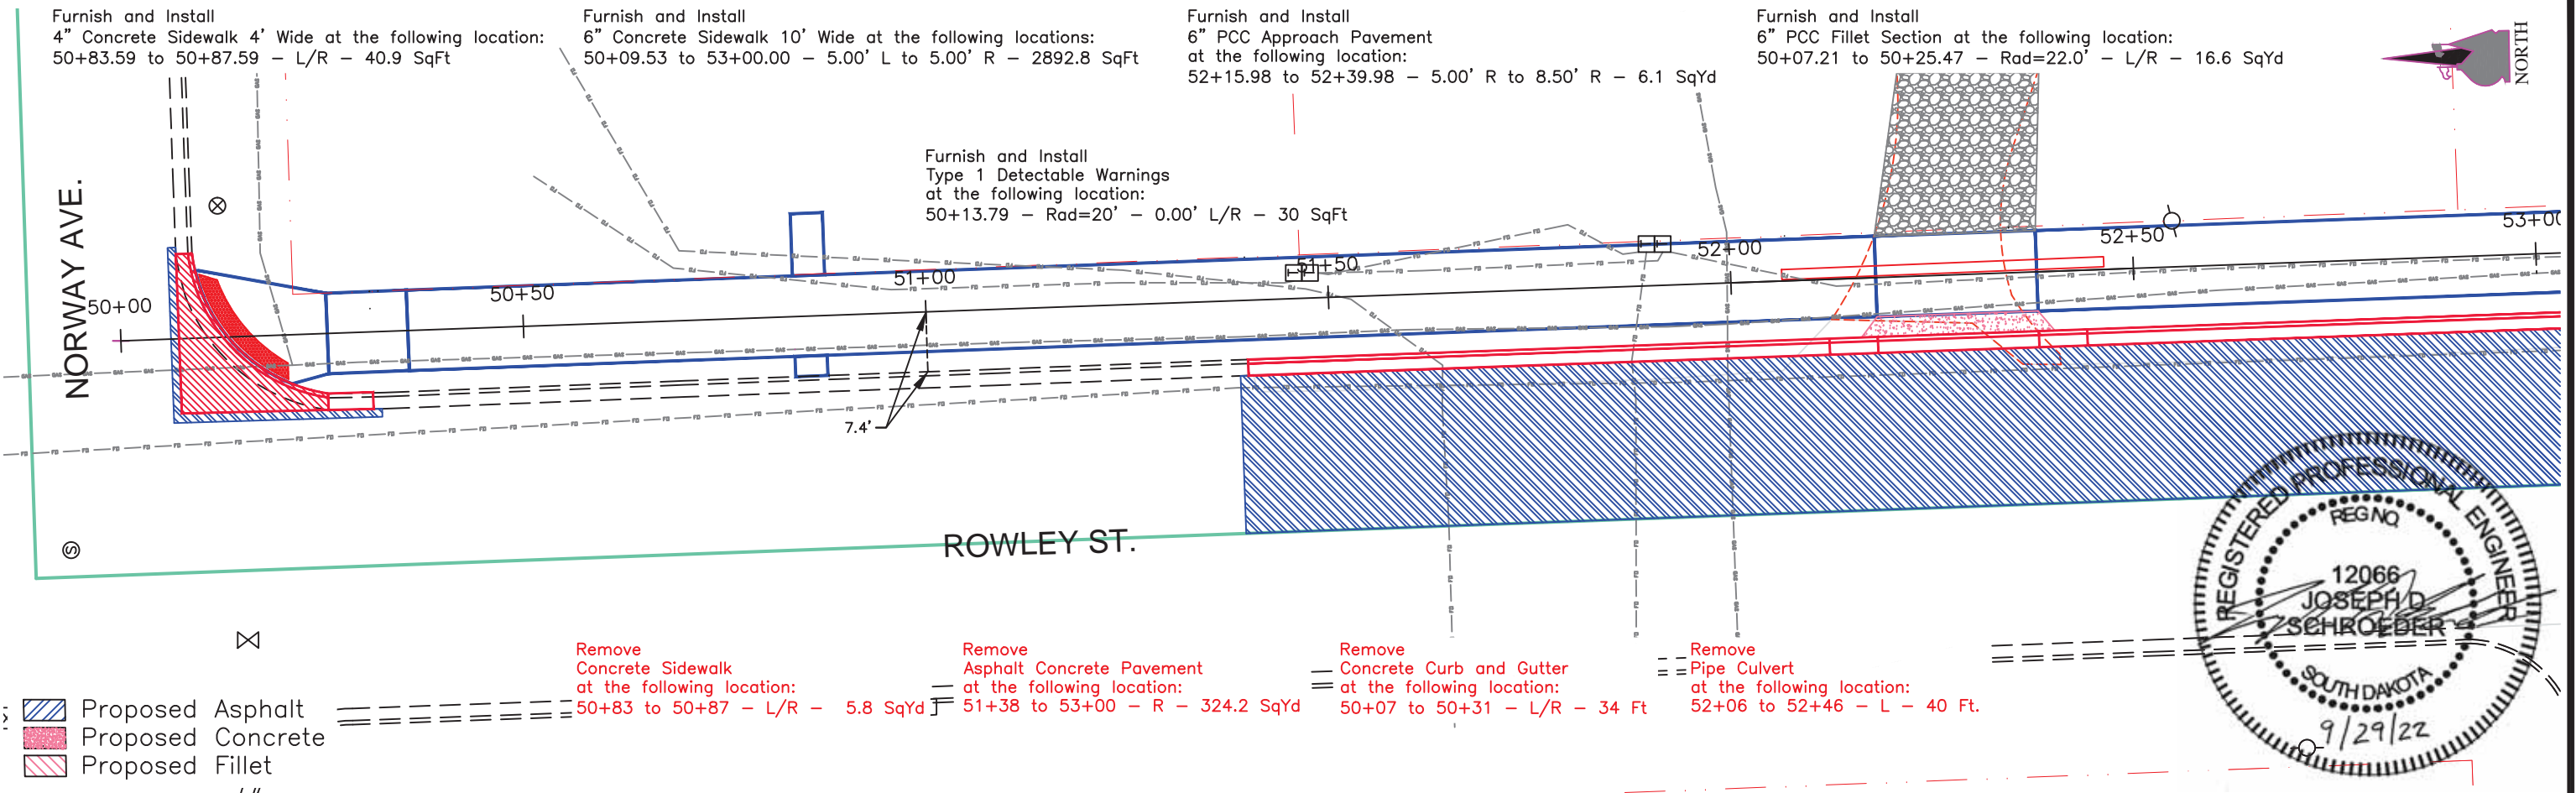 Furnish and Install
4” Concrete Sidewalk 4’ Wide at the following location:
50+83.59 to 50+87.59 – L/R – 40.9 SqFt
Furnish and Install
6” Concrete Sidewalk 10’ Wide at the following locations:
50+09.53 to 53+00.00 – 5.00’ L to 5.00’ R – 2892.8 SqFt
Furnish and Install
6” PCC Approach Pavement
at the following location:
52+15.98 to 52+39.98 – 5.00’ R to 8.50’ R – 6.1 SqYd
Furnish and Install
6” PCC Fillet Section at the following location:
50+07.21 to 50+25.47 – Rad=22.0’ – L/R – 16.6 SqYd
NORTH
Furnish and Install
Type 1 Detectable Warnings
at the following location:
50+13.79 – Rad=20’ – 0.00’ L/R – 30 SqFt
NORWAY AVE.
50+00
50+50
51+00
51+50
52+00
52+50
53+00
7.4’
ROWLEY ST.
S
Remove
Concrete Sidewalk
at the following location:
50+83 to 50+87 – L/R – 5.8 SqYd
Remove
Asphalt Concrete Pavement
at the following location:
51+38 to 53+00 – R – 324.2 SqYd
Remove
Concrete Curb and Gutter
at the following location:
50+07 to 50+31 – L/R – 34 Ft
Remove
Pipe Culvert
at the following location:
52+06 to 52+46 – L – 40 Ft.
Proposed Asphalt
Proposed Concrete
Proposed Fillet
REGISTERED PROFESSIONAL ENGINEER
REG NO.
12066
JOSEPH D.
SCHROEDER
SOUTH DAKOTA
9/29/22